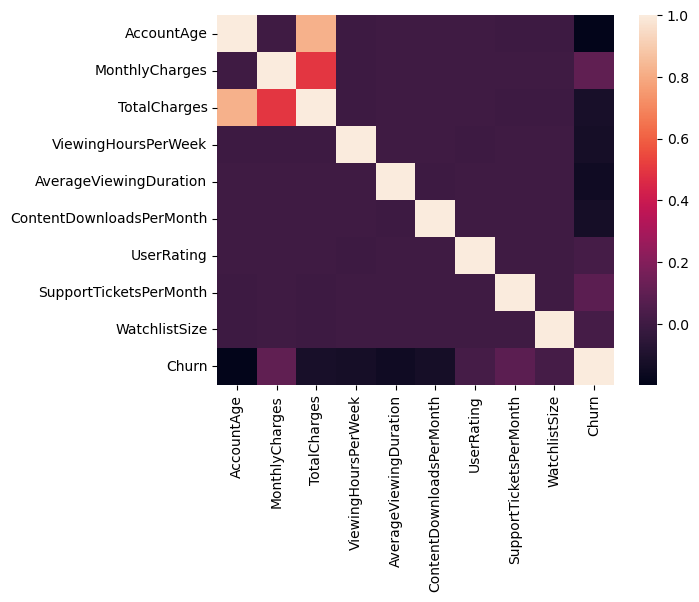 AccountAge
MonthlyCharges
TotalCharges
ViewingHoursPerWeek
AverageViewingDuration
ContentDownloadsPerMonth
UserRating
SupportTicketsPerMonth
WatchlistSize
Churn
AccountAge
MonthlyCharges
TotalCharges
ViewingHoursPerWeek
AverageViewingDuration
ContentDownloadsPerMonth
UserRating
SupportTicketsPerMonth
WatchlistSize
Churn
1.0
0.8
0.6
0.4
0.2
0.0